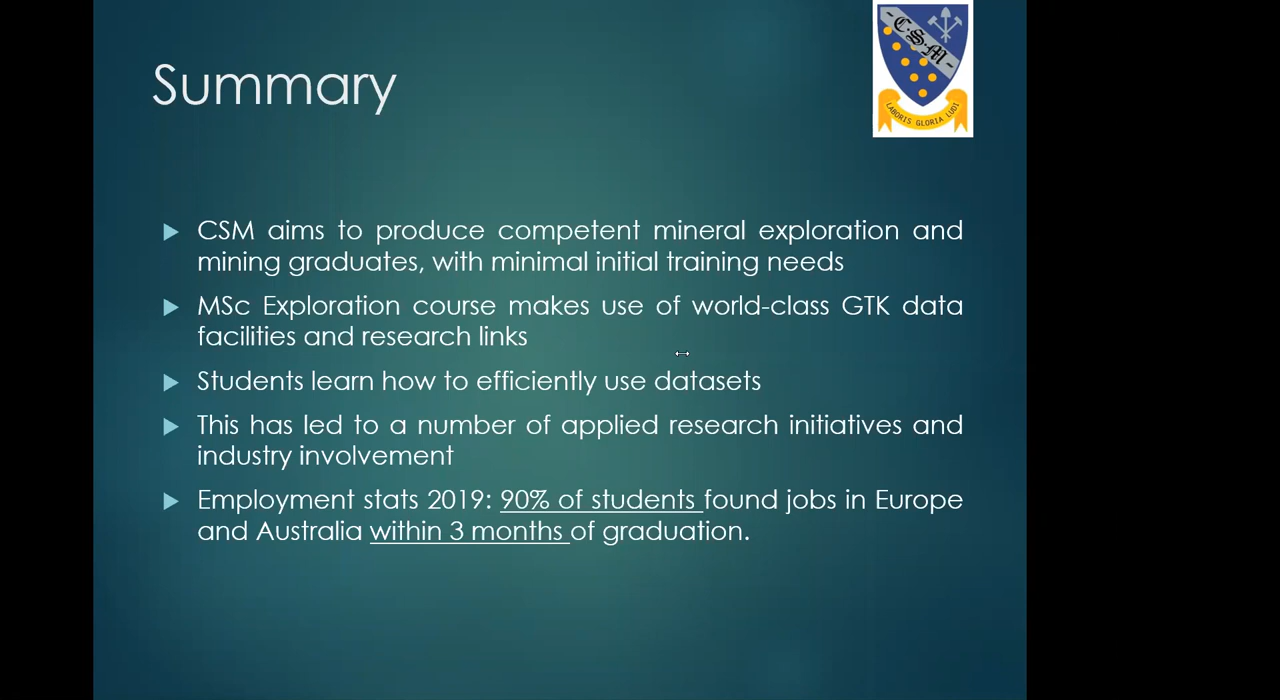 Summary
C.S.M
LABORIS GLORIA LUDI
CSM aims to produce competent mineral exploration and
mining graduates, with minimal initial training needs
MSc Exploration course makes use of world-class GTK data
facilities and research links
Students learn how to efficiently use datasets
This has led to a number of applied research initiatives and
industry involvement
Employment stats 2019: 90% of students found jobs in Europe
and Australia within 3 months of graduation.